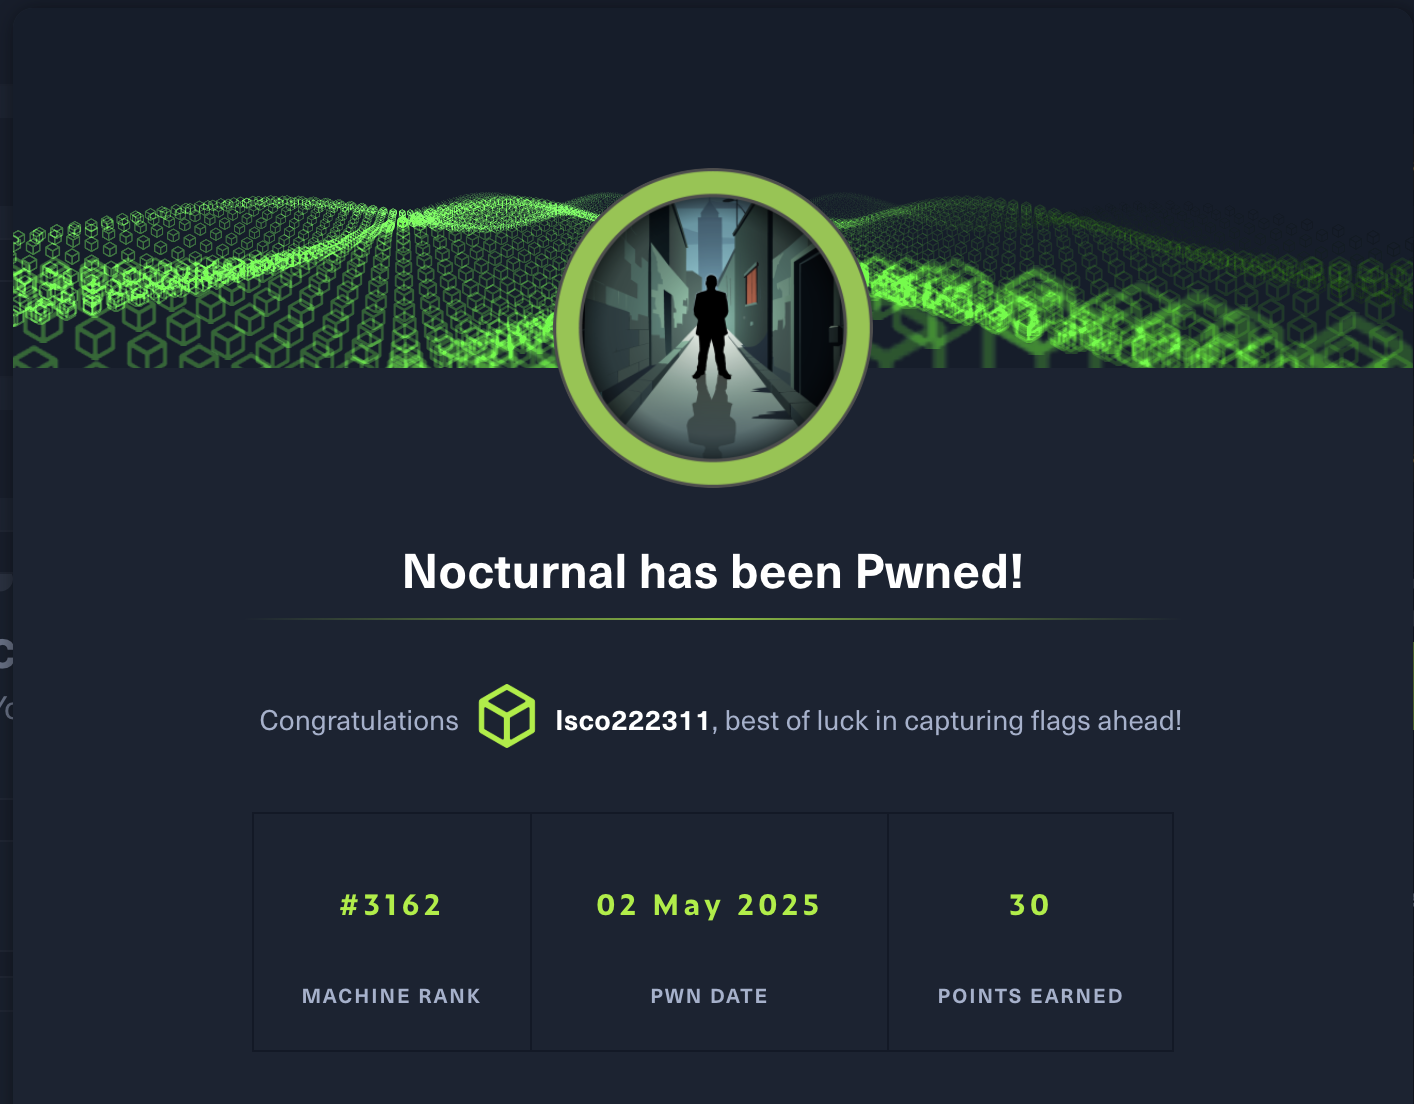 Nocturnal has been Pwned!
Congratulations lsco222311, best of luck in capturing flags ahead!
#3162 02 May 2025 30
MACHINE RANK PWN DATE POINTS EARNED